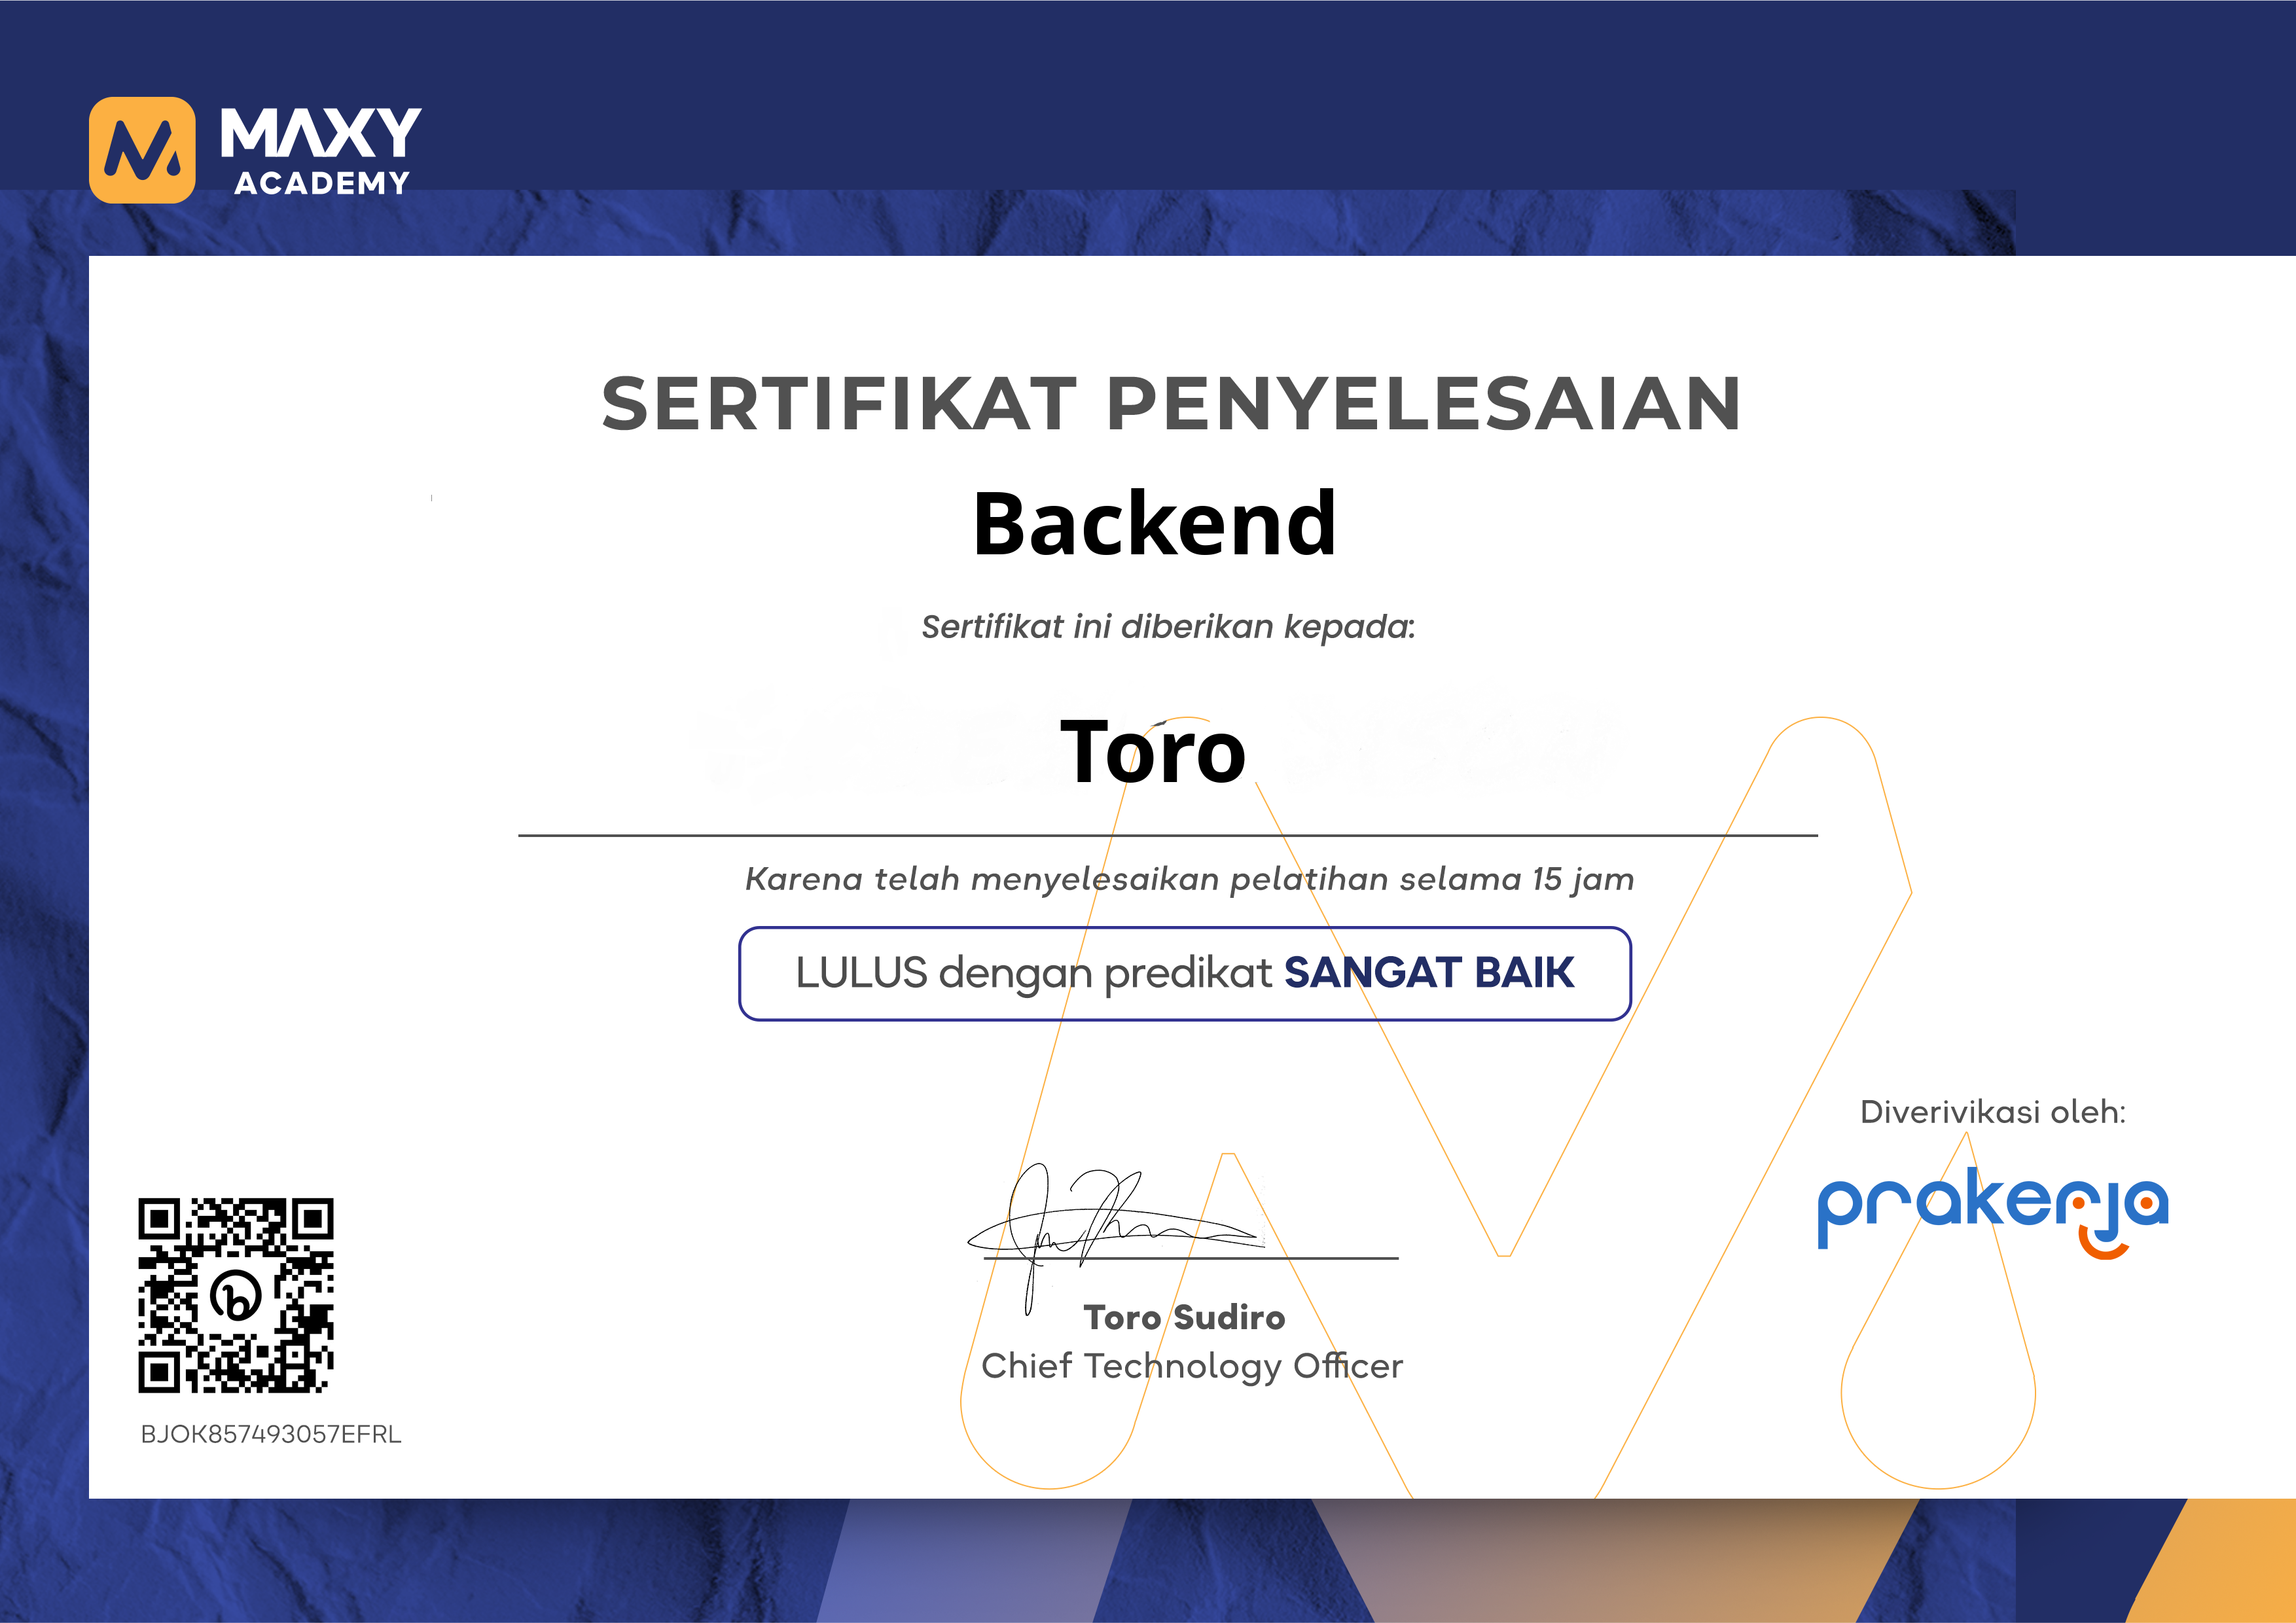 MAXY
ACADEMY
SERTIFIKAT PENYELESAIAN
Backend
Sertifikat ini diberikan kepada:
Toro
Karena telah menyelesaikan pelatihan selama 15 jam
LULUS dengan predikat SANGAT BAIK
Diverivikasi oleh:
prakerja
Toro Sudiro
Chief Technology Officer
BJOK857493057EFRL